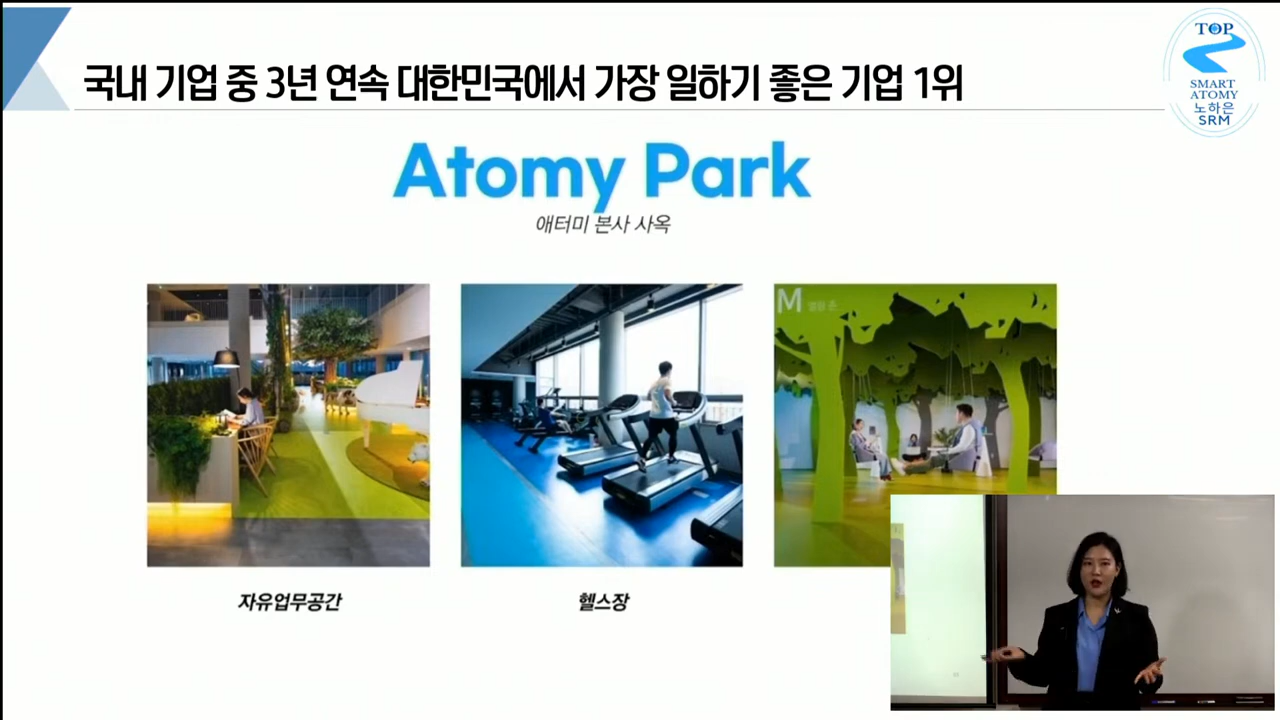 국내 기업 중 3년 연속 대한민국에서 가장 일하기 좋은 기업 1위
TOP
SMART
ATOMY
노하은
SRM
Atomy Park
애터미 본사 사옥
M
자유업무공간
헬스장